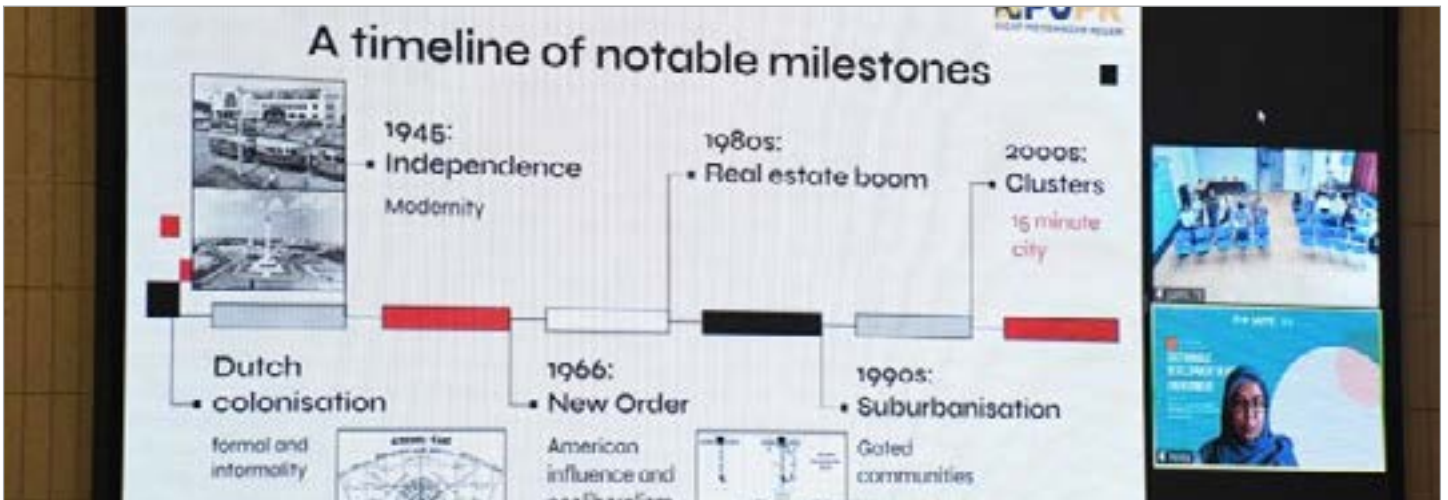 A timeline of notable milestones
1945:
Independence
Modernity
1980s:
Real estate boom
2000s:
Clusters
15 minute
city
Dutch
colonisation
formal and
informality
1966:
New Order
American
influence and
1990s:
Suburbanisation
Gated
communities